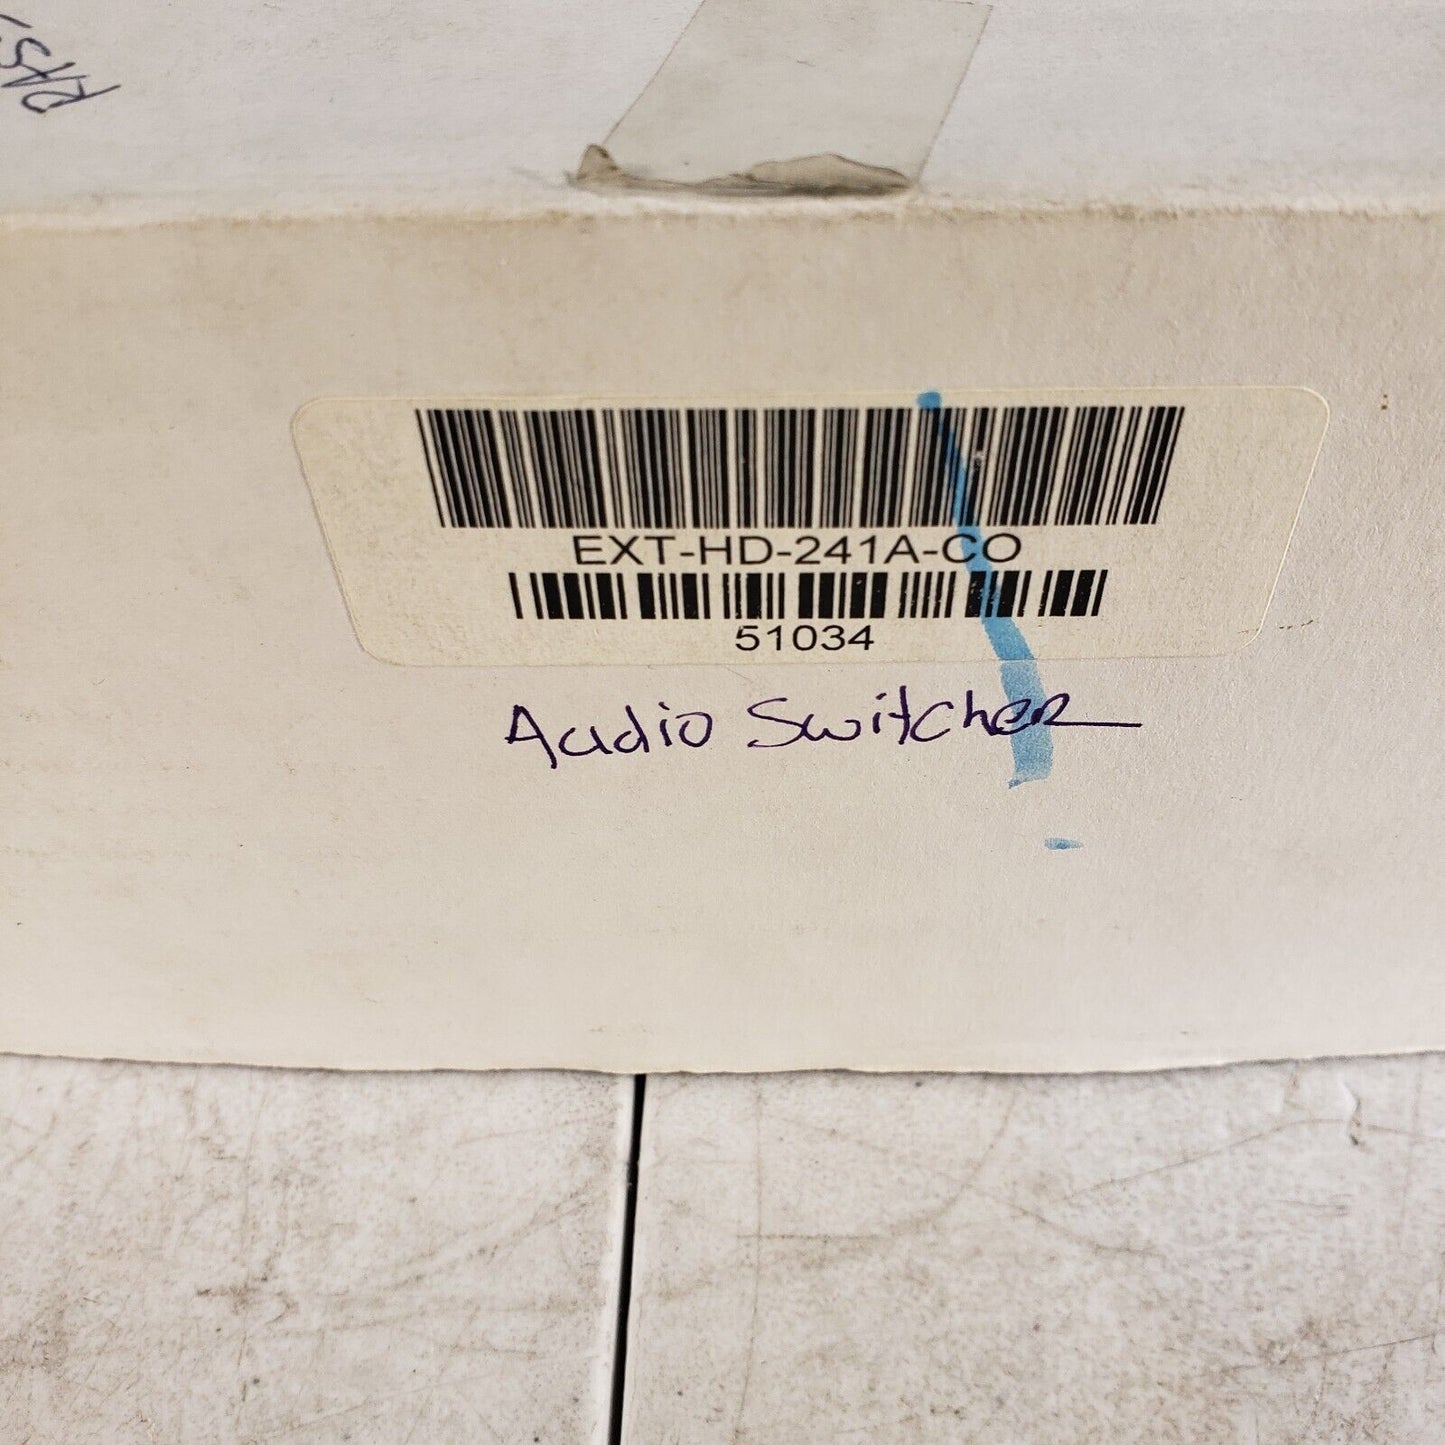 EXT-HD-241A-CO
51034
Audio Switcher